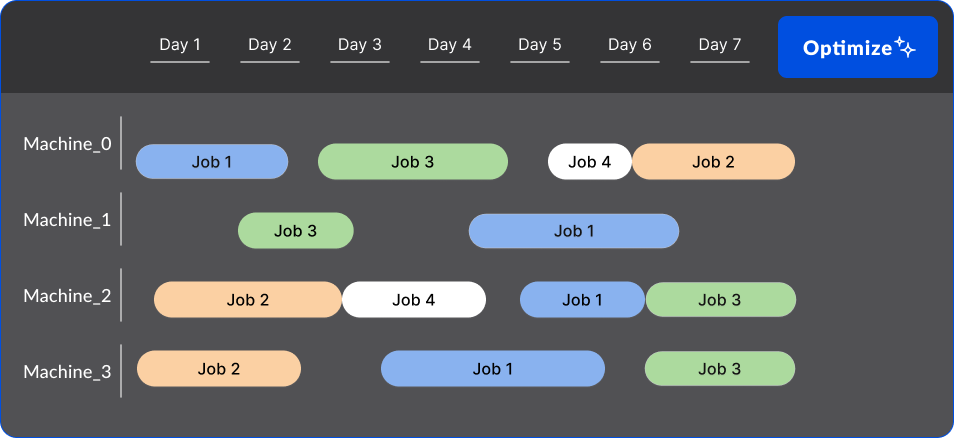 Day 1 Day 2 Day 3 Day 4 Day 5 Day 6 Day 7 Optimize
Machine_0 Job 1 Job 3 Job 4 Job 2
Machine_1 Job 3 Job 1
Machine_2 Job 2 Job 4 Job 1 Job 3
Machine_3 Job 2 Job 1 Job 3